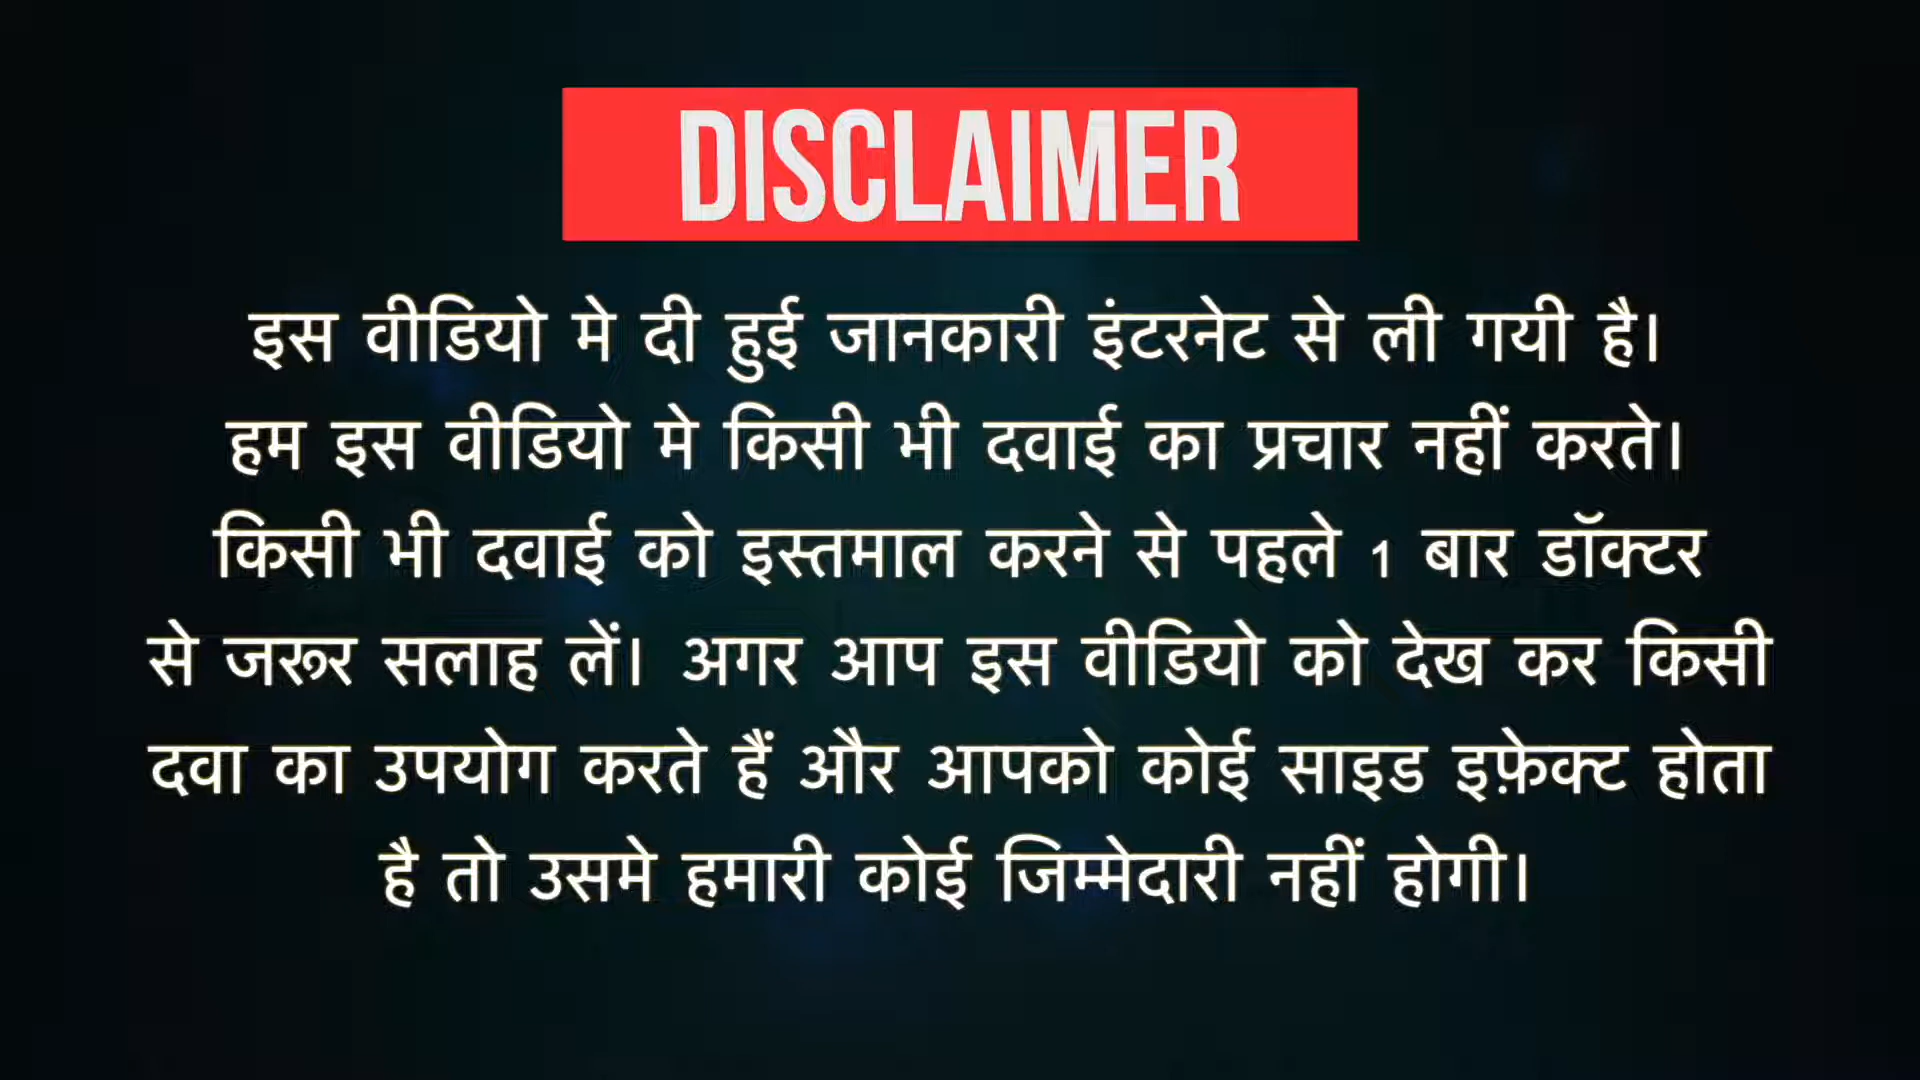 DISCLAIMER
इस वीडियो मे दी हुई जानकारी इंटरनेट से ली गयी है।
हम इस वीडियो मे किसी भी दवाई का प्रचार नहीं करते।
किसी भी दवाई को इस्तमाल करने से पहले 1 बार डॉक्टर
से जरूर सलाह लें। अगर आप इस वीडियो को देख कर किसी
दवा का उपयोग करते हैं और आपको कोई साइड इफ़ेक्ट होता
है तो उसमे हमारी कोई जिम्मेदारी नहीं होगी।